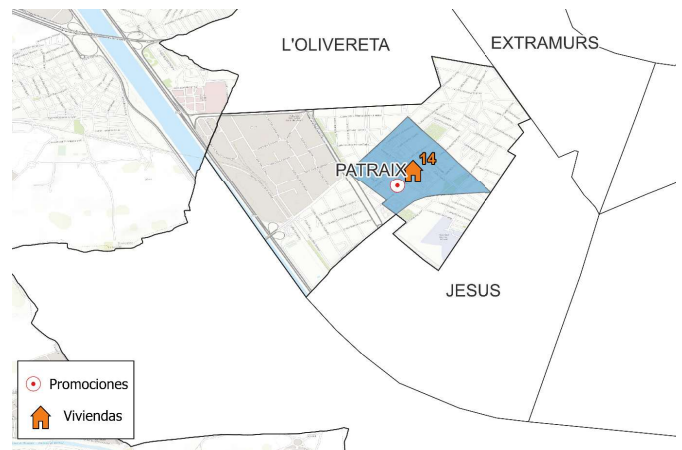 L'OLIVERETA
EXTRAMURS
PATRAIX
14
JESUS
Promociones
Viviendas